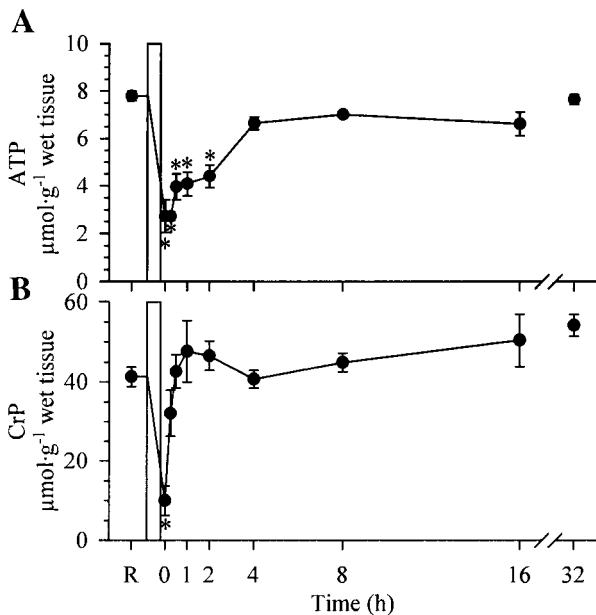 A
10
8
6
4
2
0
ATP
µmol·g⁻¹ wet tissue
* * * * *
B
60
40
20
0
CrP
µmol·g⁻¹ wet tissue
*
R 0 1 2 4 8 16 32
Time (h)